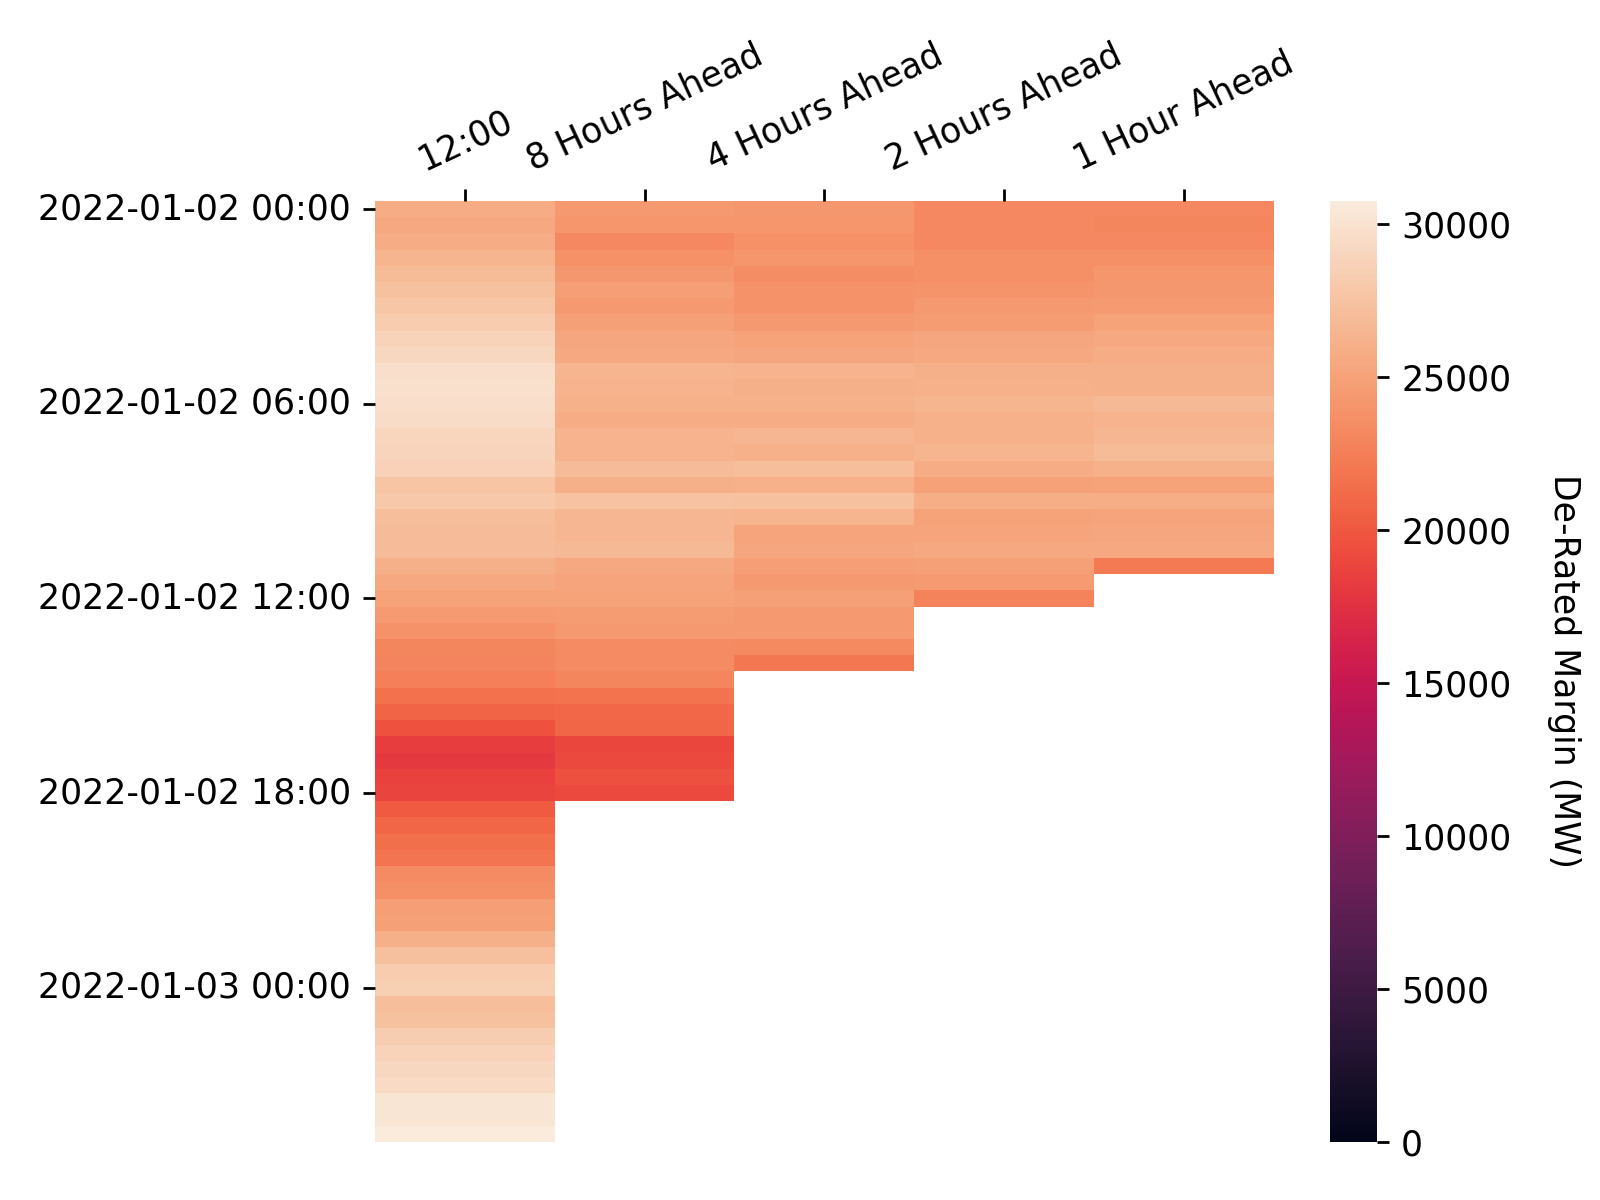 12:00
8 Hours Ahead
4 Hours Ahead
2 Hours Ahead
1 Hour Ahead
2022-01-02 00:00
2022-01-02 06:00
2022-01-02 12:00
2022-01-02 18:00
2022-01-03 00:00
30000
25000
20000
15000
10000
5000
0
De-Rated Margin (MW)